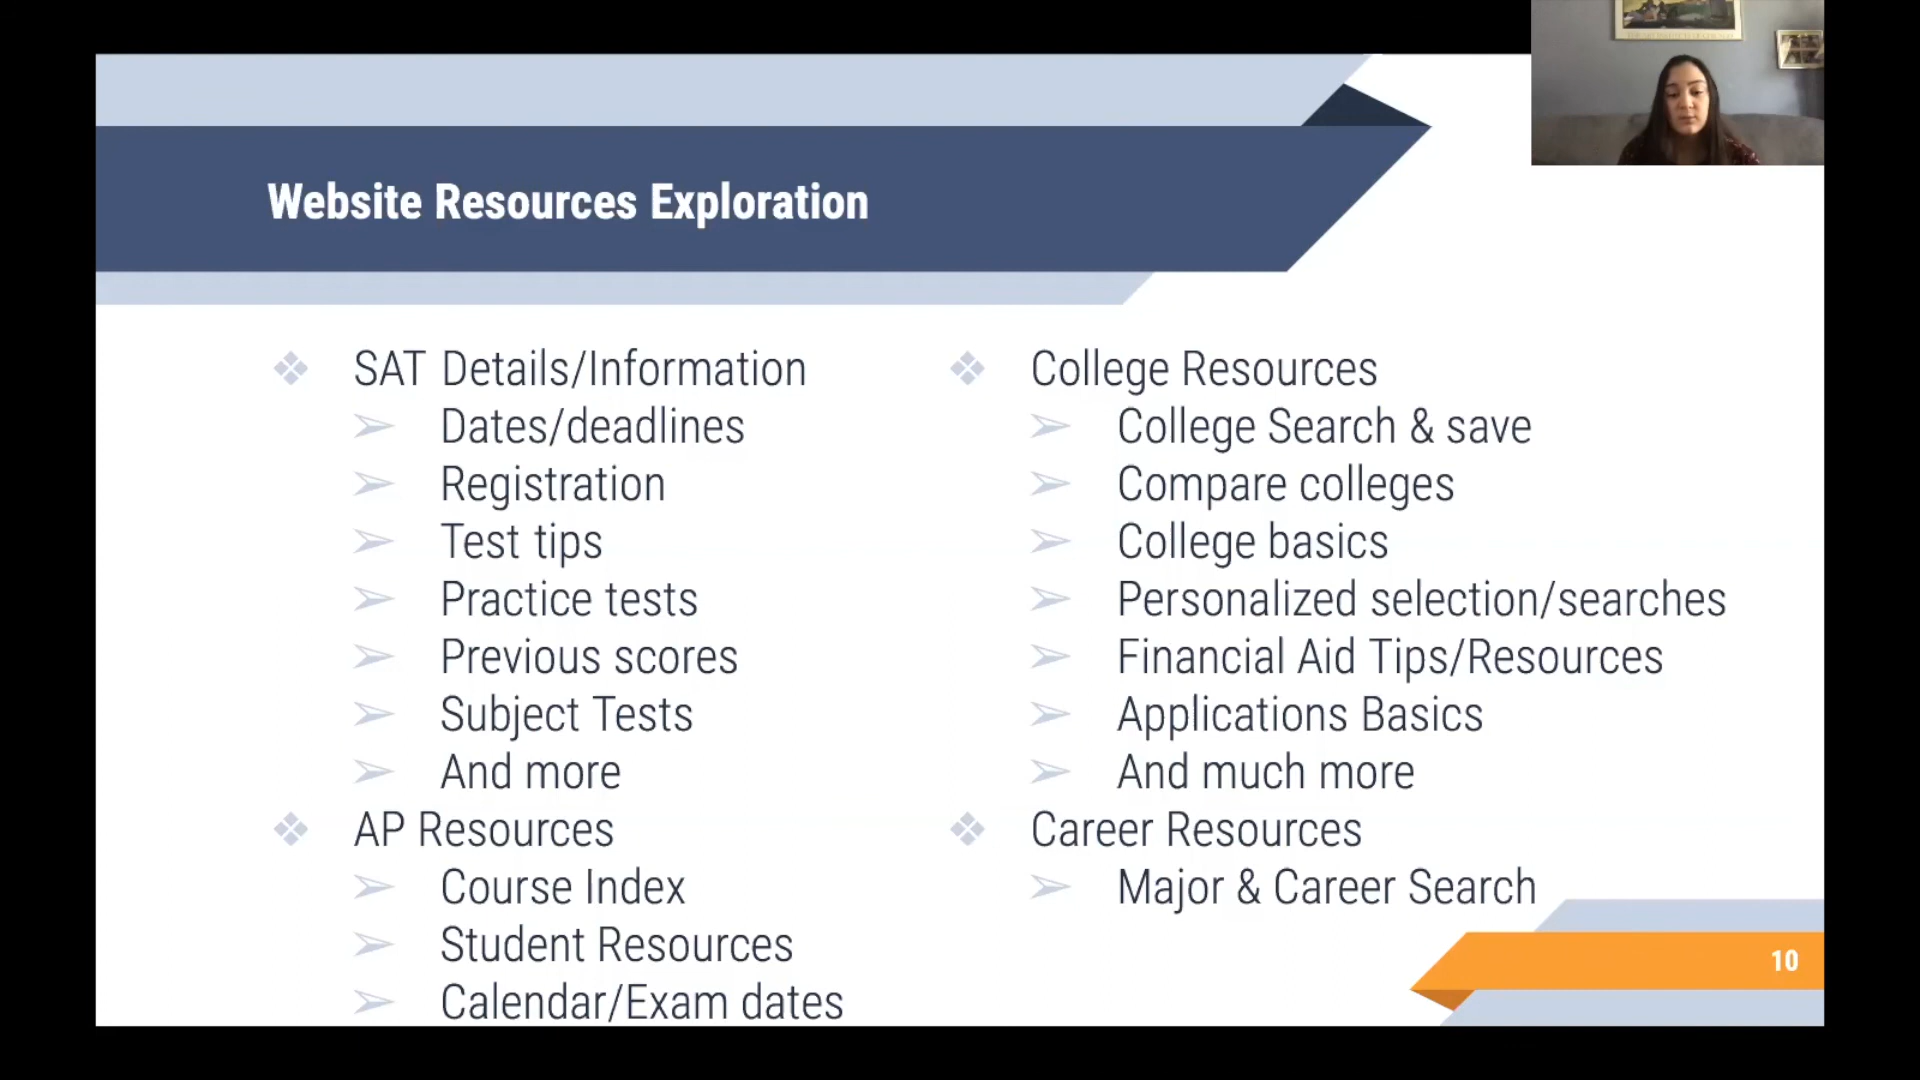 Website Resources Exploration
SAT Details/Information
Dates/deadlines
Registration
Test tips
Practice tests
Previous scores
Subject Tests
And more
AP Resources
Course Index
Student Resources
Calendar/Exam dates
College Resources
College Search & save
Compare colleges
College basics
Personalized selection/searches
Financial Aid Tips/Resources
Applications Basics
And much more
Career Resources
Major & Career Search
10